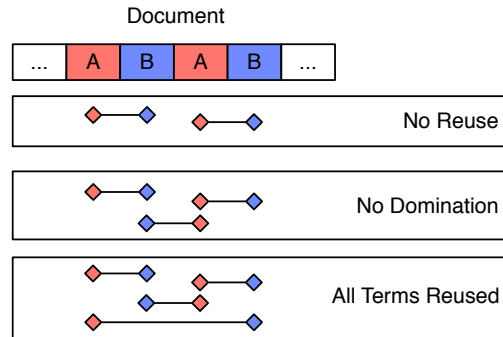 Document
... A B A B ...
No Reuse
No Domination
All Terms Reused